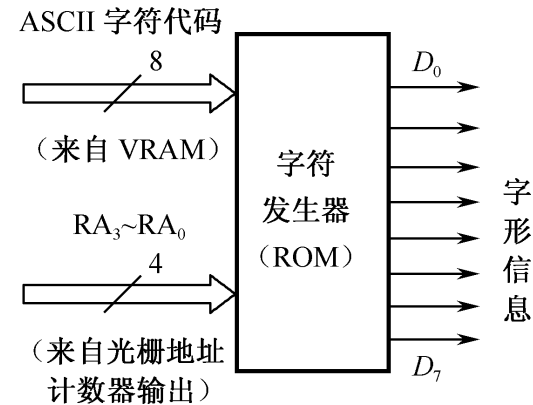 ASCII 字符代码
8
(来自 VRAM)
RA₃~RA₀
4
(来自光栅地址
计数器输出)
字符
发生器
(ROM)
D₀
D₇
字
形
信
息